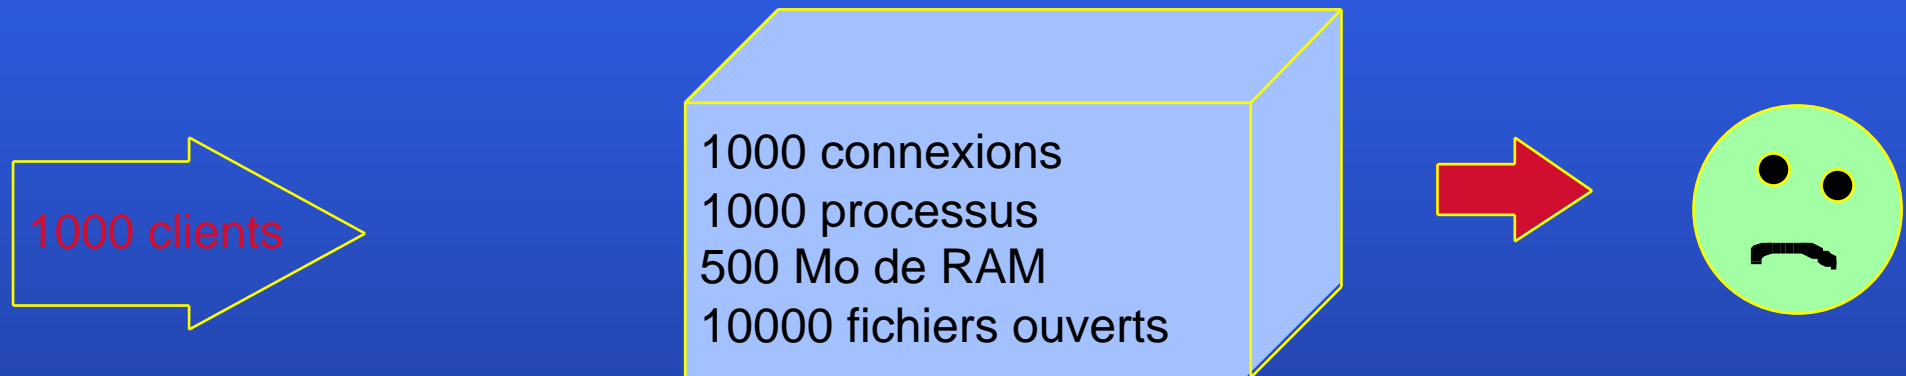 1000 clients
1000 connexions
1000 processus
500 Mo de RAM
10000 fichiers ouverts